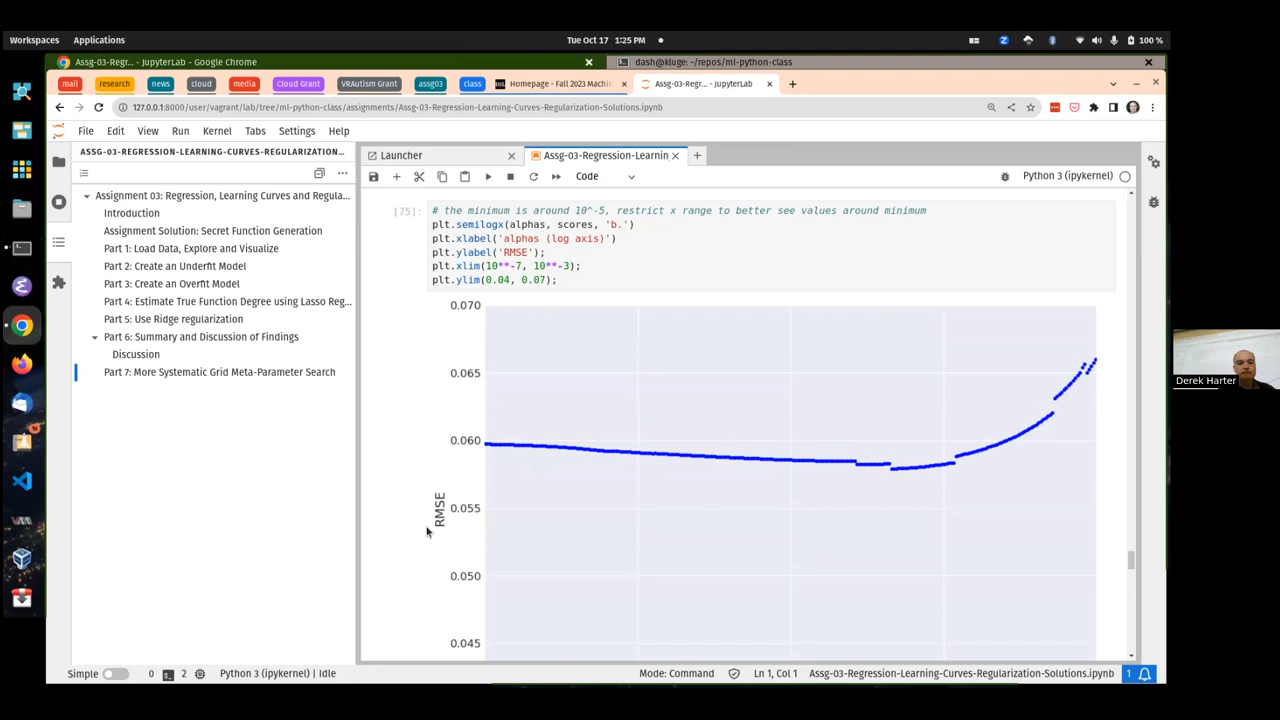 Workspaces Applications Tue Oct 17 1:25 PM 100 %
Assg-03-Regr... - JupyterLab - Google Chrome dash@kluge: ~/repos/ml-python-class
mail research news cloud media Cloud Grant VRAutism Grant assg03 class Homepage - Fall 2023 Machi Assg-03-Regr... - JupyterLab
127.0.0.1:8000/user/vagrant/lab/tree/ml-python-class/assignments/Assg-03-Regression-Learning-Curves-Regularization-Solutions.ipynb
File Edit View Run Kernel Tabs Settings Help
ASSG-03-REGRESSION-LEARNING-CURVES-REGULARIZATION...
Launcher Assg-03-Regression-Learnin
Code Python 3 (ipykernel)
Assignment 03: Regression, Learning Curves and Regula...
Introduction
Assignment Solution: Secret Function Generation
Part 1: Load Data, Explore and Visualize
Part 2: Create an Underfit Model
Part 3: Create an Overfit Model
Part 4: Estimate True Function Degree using Lasso Reg...
Part 5: Use Ridge regularization
Part 6: Summary and Discussion of Findings
Discussion
Part 7: More Systematic Grid Meta-Parameter Search
[75]: # the minimum is around 10^-5, restrict x range to better see values around minimum
plt.semilogx(alphas, scores, 'b.')
plt.xlabel('alphas (log axis)')
plt.ylabel('RMSE');
plt.xlim(10**-7, 10**-3);
plt.ylim(0.04, 0.07);
0.070
0.065
0.060
0.055
0.050
0.045
RMSE
Derek Harter
Simple 0 2 Python 3 (ipykernel) | Idle Mode: Command Ln 1, Col 1 Assg-03-Regression-Learning-Curves-Regularization-Solutions.ipynb 1